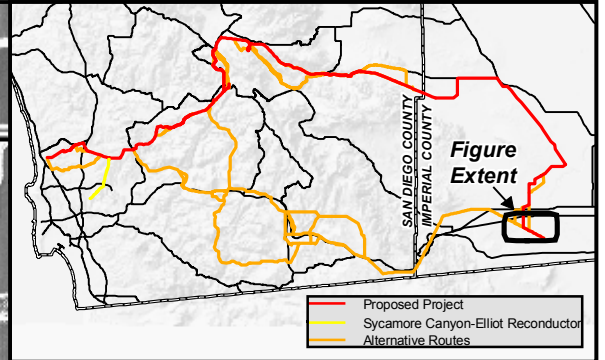 SAN DIEGO COUNTY
IMPERIAL COUNTY
Figure
Extent
Proposed Project
Sycamore Canyon-Elliot Reconductor
Alternative Routes